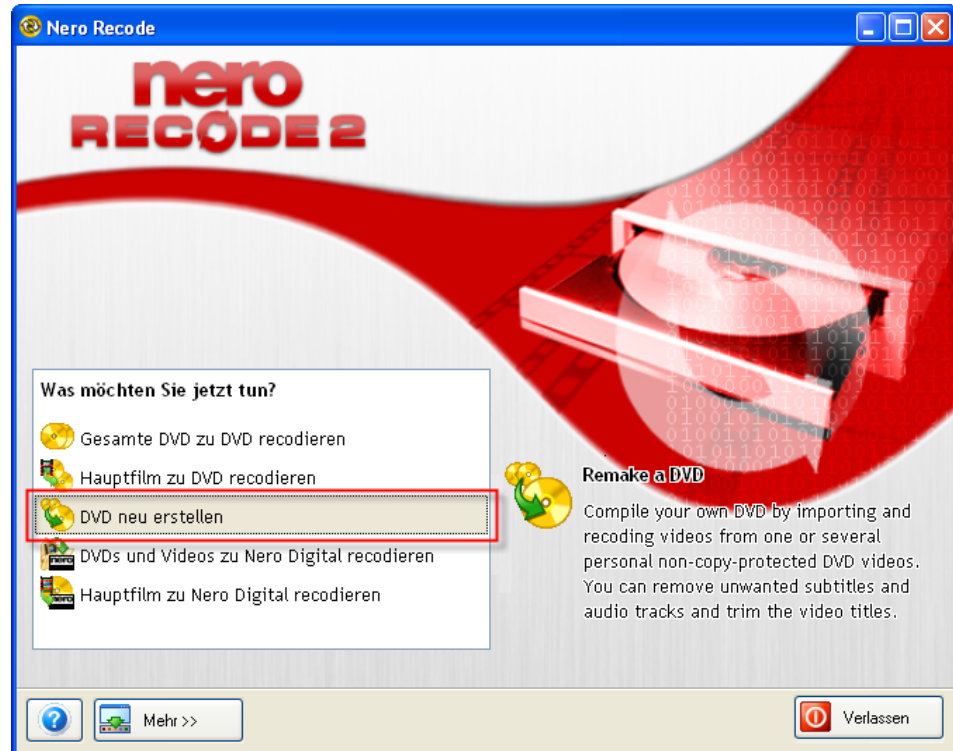 Nero Recode
nero
RECODE 2
Was möchten Sie jetzt tun?
Gesamte DVD zu DVD recodieren
Hauptfilm zu DVD recodieren
DVD neu erstellen
DVDs und Videos zu Nero Digital recodieren
Hauptfilm zu Nero Digital recodieren
Remake a DVD
Compile your own DVD by importing and
recoding videos from one or several
personal non-copy-protected DVD videos.
You can remove unwanted subtitles and
audio tracks and trim the video titles.
Mehr >>
Verlassen